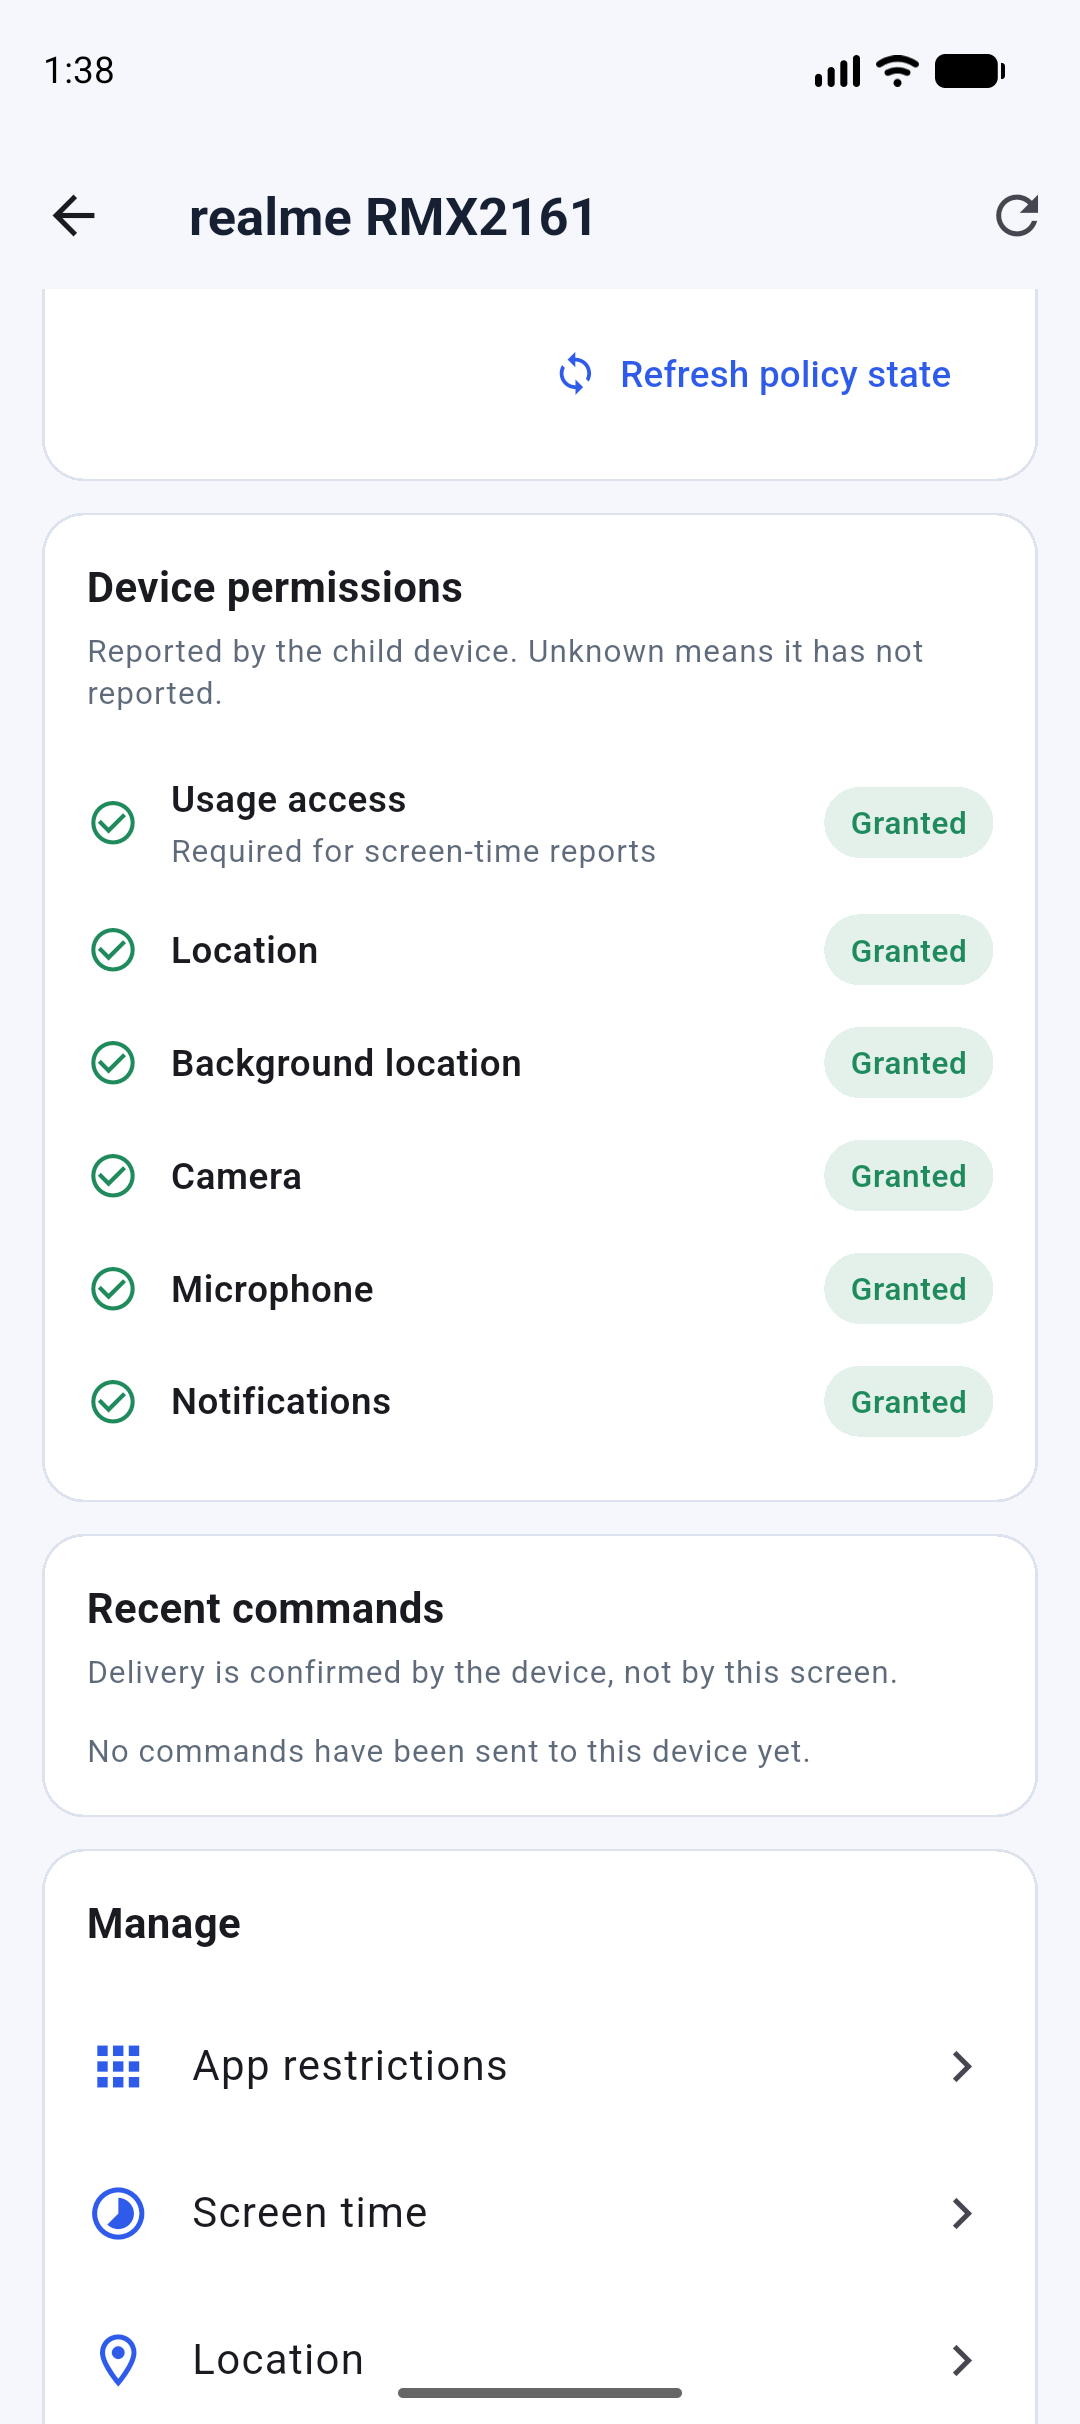 1:38
realme RMX2161
Refresh policy state
Device permissions
Reported by the child device. Unknown means it has not
reported.
Usage access
Required for screen-time reports
Granted
Location
Granted
Background location
Granted
Camera
Granted
Microphone
Granted
Notifications
Granted
Recent commands
Delivery is confirmed by the device, not by this screen.
No commands have been sent to this device yet.
Manage
App restrictions
Screen time
Location